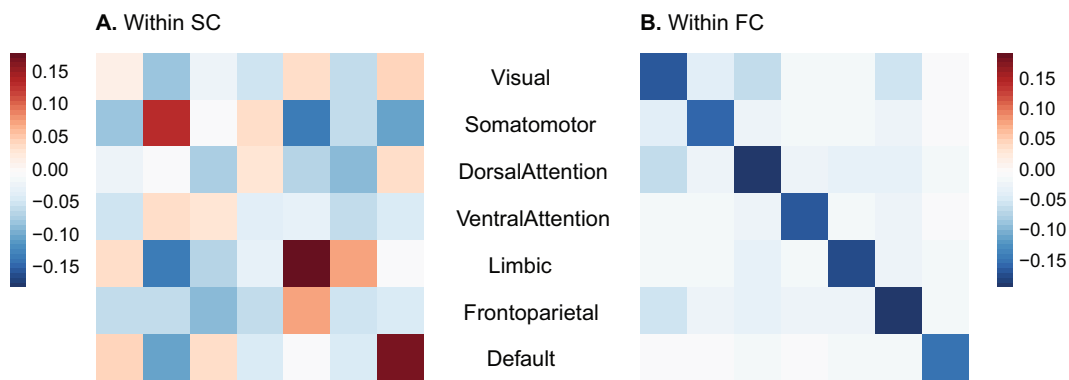 A. Within SC
B. Within FC
0.15
0.10
0.05
0.00
−0.05
−0.10
−0.15
Visual
Somatomotor
DorsalAttention
VentralAttention
Limbic
Frontoparietal
Default
0.15
0.10
0.05
0.00
−0.05
−0.10
−0.15